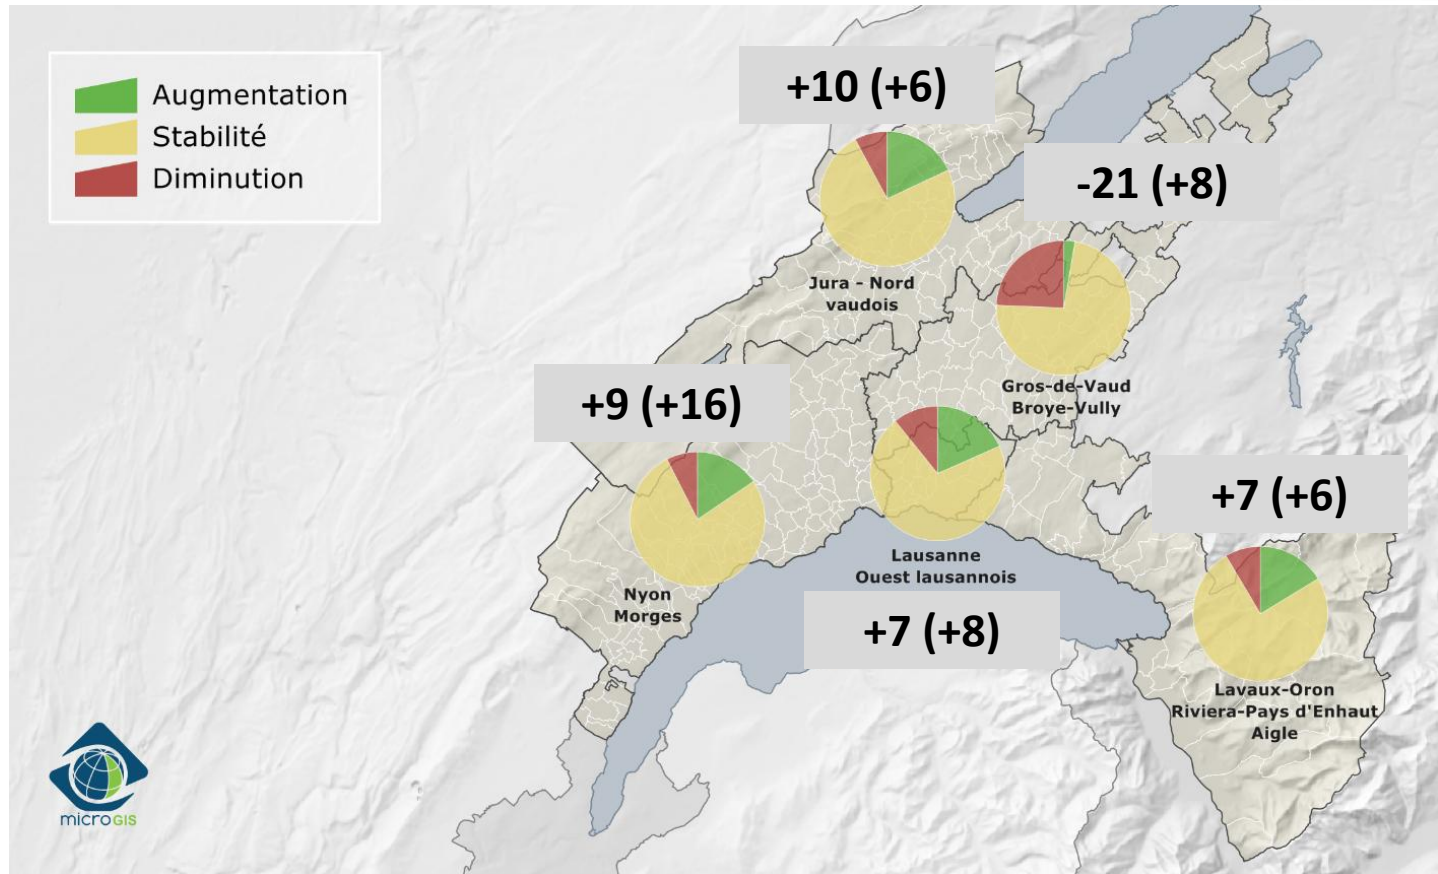 Augmentation
Stabilité
Diminution
+10 (+6)
-21 (+8)
Jura - Nord
vaudois
+9 (+16)
Gros-de-Vaud
Broye-Vully
+7 (+6)
Lausanne
Ouest lausannois
Nyon
Morges
+7 (+8)
Lavaux-Oron
Riviera-Pays d'Enhaut
Aigle
microGIS